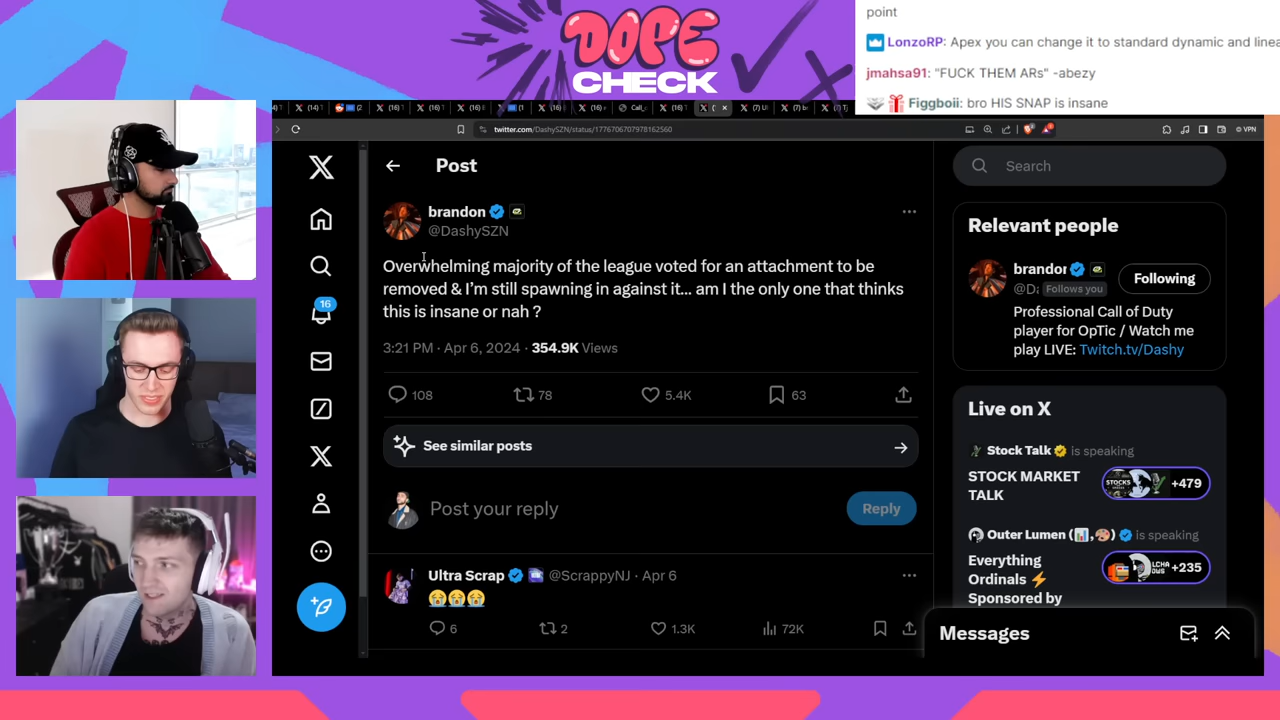 DOPE
CHECK
point
LonzoRP: Apex you can change it to standard dynamic and linea
jmahsa91: "FUCK THEM ARs" -abezy
Figgboii: bro HIS SNAP is insane
twitter.com/DashySZN/status/1776706707978162560
VPN
Post
Search
brandon
@DashySZN
Overwhelming majority of the league voted for an attachment to be
removed & I'm still spawning in against it... am I the only one that thinks
this is insane or nah ?
3:21 PM · Apr 6, 2024 · 354.9K Views
108
78
5.4K
63
See similar posts
Post your reply
Reply
Ultra Scrap @ScrappyNJ · Apr 6
😭😭😭
6
2
1.3K
72K
16
Relevant people
brandon
@D: Follows you
Following
Professional Call of Duty
player for OpTic / Watch me
play LIVE: Twitch.tv/Dashy
Live on X
Stock Talk is speaking
STOCK MARKET
TALK
STOCKS
+479
Outer Lumen (📊,🎨) is speaking
Everything
Ordinals ⚡
Sponsored by
+235
Messages